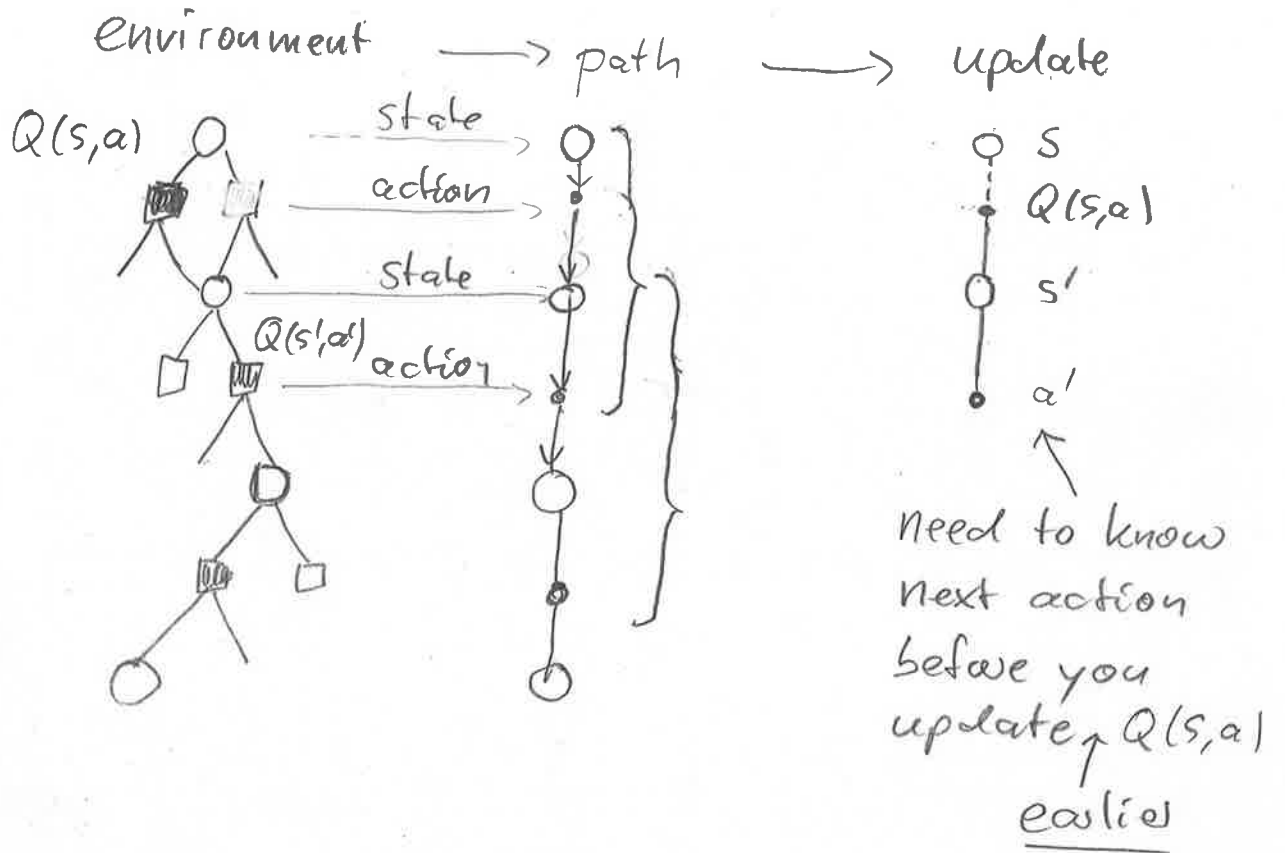 environment → path → update
Q(s,a)
state
action
state
Q(s',a')
action
s
Q(s,a)
s'
a'
need to know
next action
before you
update Q(s,a)
earlier